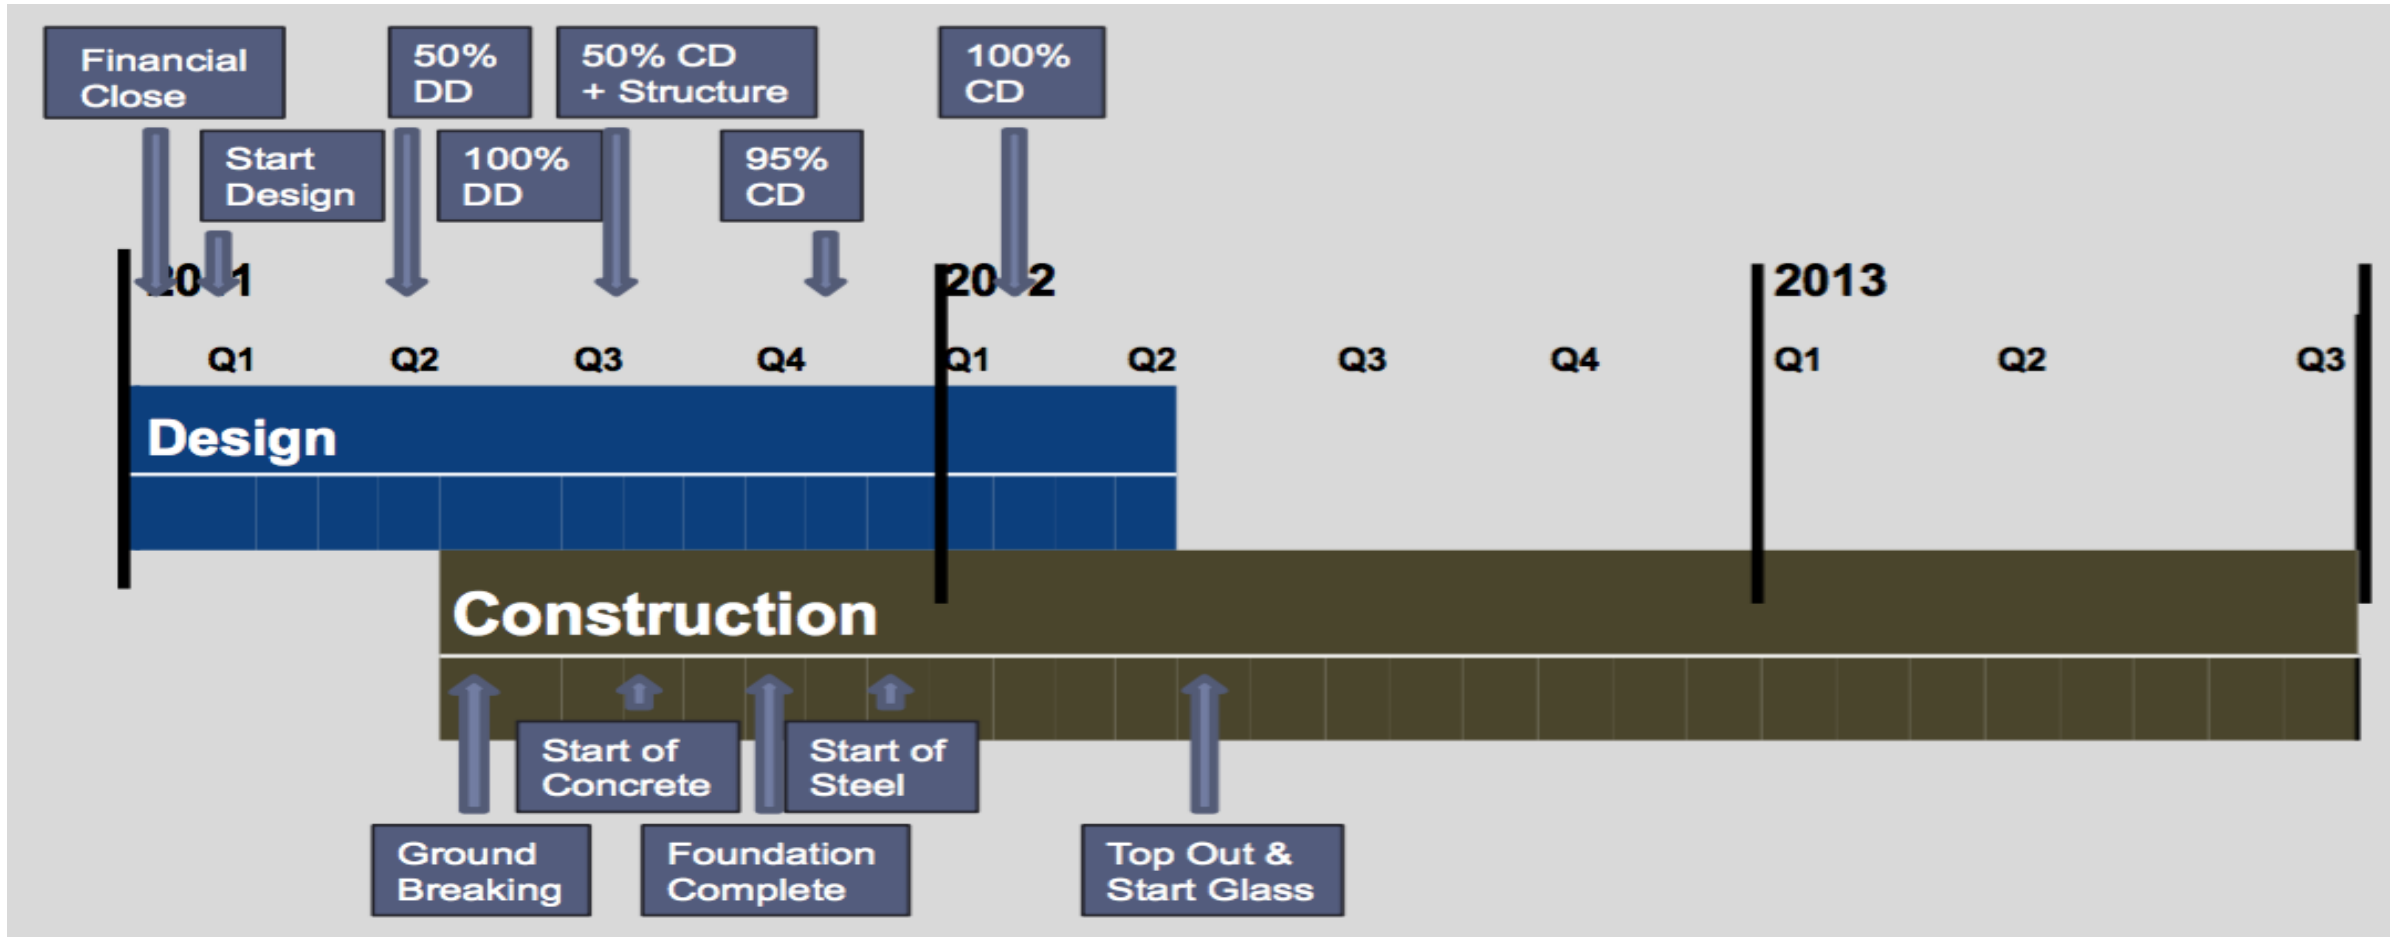 Financial
Close
50%
DD
50% CD
+ Structure
100%
CD
Start
Design
100%
DD
95%
CD
2013
Q1
Q2
Q3
Q4
Q1
Q2
Q3
Q4
Q1
Q2
Q3
Design
Construction
Start of
Concrete
Start of
Steel
Ground
Breaking
Foundation
Complete
Top Out &
Start Glass